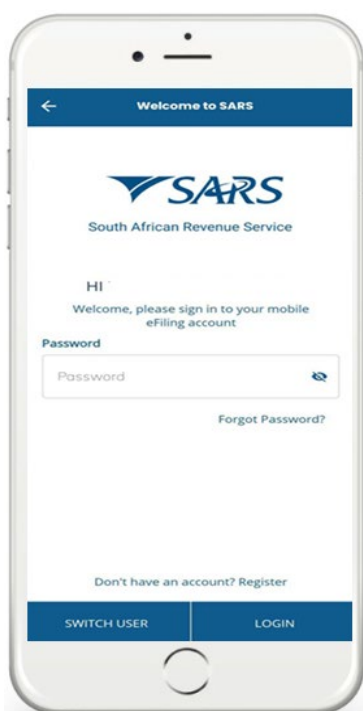 Welcome to SARS
SARS
South African Revenue Service
HI
Welcome, please sign in to your mobile
eFiling account
Password
Password
Forgot Password?
Don't have an account? Register
SWITCH USER
LOGIN